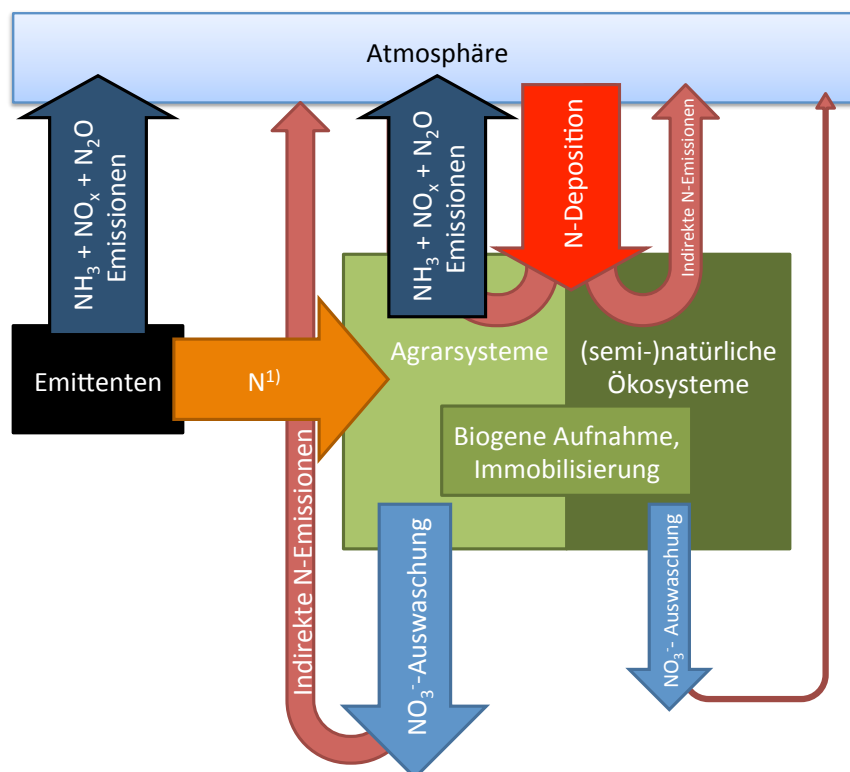 Atmosphäre
NH₃ + NOₓ + N₂O
Emissionen
NH₃ + NOₓ + N₂O
Emissionen
N-Deposition
Indirekte N-Emissionen
Emittenten
N¹⁾
Agrarsysteme
(semi-)natürliche
Ökosysteme
Biogene Aufnahme,
Immobilisierung
Indirekte N-Emissionen
NO₃⁻-Auswaschung
NO₃⁻- Auswaschung